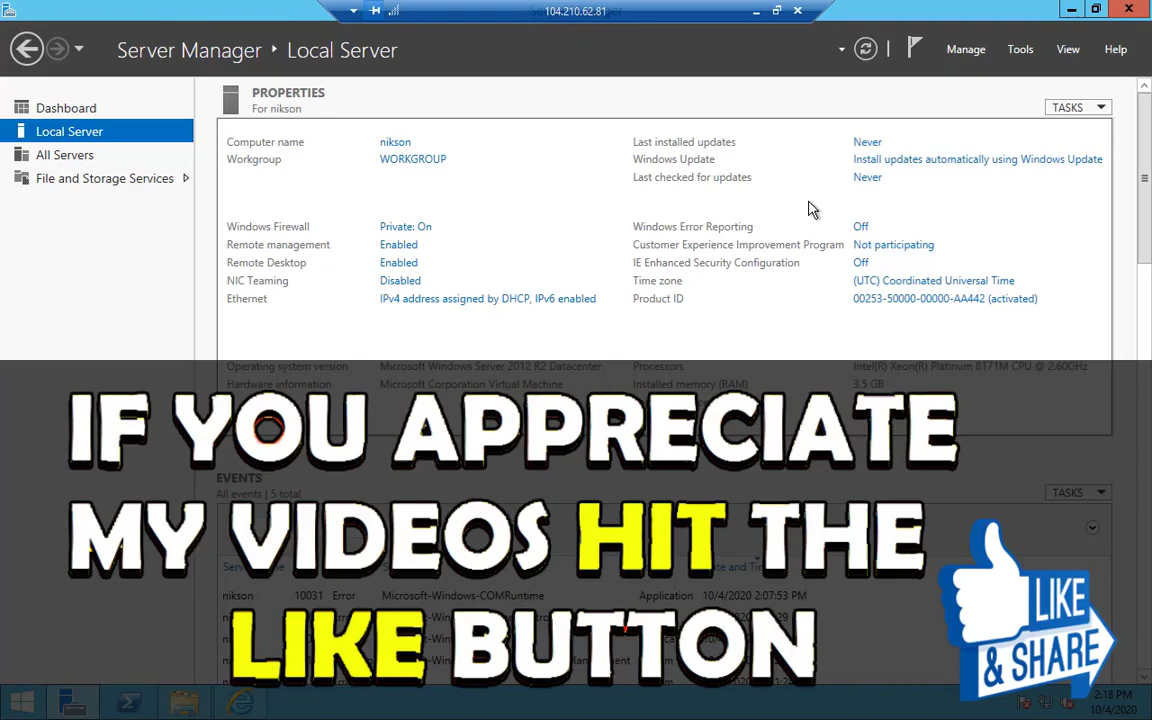 104.210.62.81
Server Manager ‣ Local Server
Manage Tools View Help
Dashboard
Local Server
All Servers
File and Storage Services
PROPERTIES
For nikson
TASKS
Computer name nikson Last installed updates Never
Workgroup WORKGROUP Windows Update Install updates automatically using Windows Update
Last checked for updates Never
Windows Firewall Private: On Windows Error Reporting Off
Remote management Enabled Customer Experience Improvement Program Not participating
Remote Desktop Enabled IE Enhanced Security Configuration Off
NIC Teaming Disabled Time zone (UTC) Coordinated Universal Time
Ethernet IPv4 address assigned by DHCP, IPv6 enabled Product ID 00253-50000-00000-AA442 (activated)
Operating system version Microsoft Windows Server 2012 R2 Datacenter Processors Intel(R) Xeon(R) Platinum 8171M CPU @ 2.60GHz
Hardware information Microsoft Corporation Virtual Machine Installed memory (RAM) 3.5 GB
IF YOU APPRECIATE
EVENTS
All events | 5 total
TASKS
MY VIDEOS HIT THE
nikson 10031 Error Microsoft-Windows-COMRuntime Application 10/4/2020 2:07:53 PM
LIKE BUTTON
LIKE
& SHARE
2:18 PM
10/4/2020